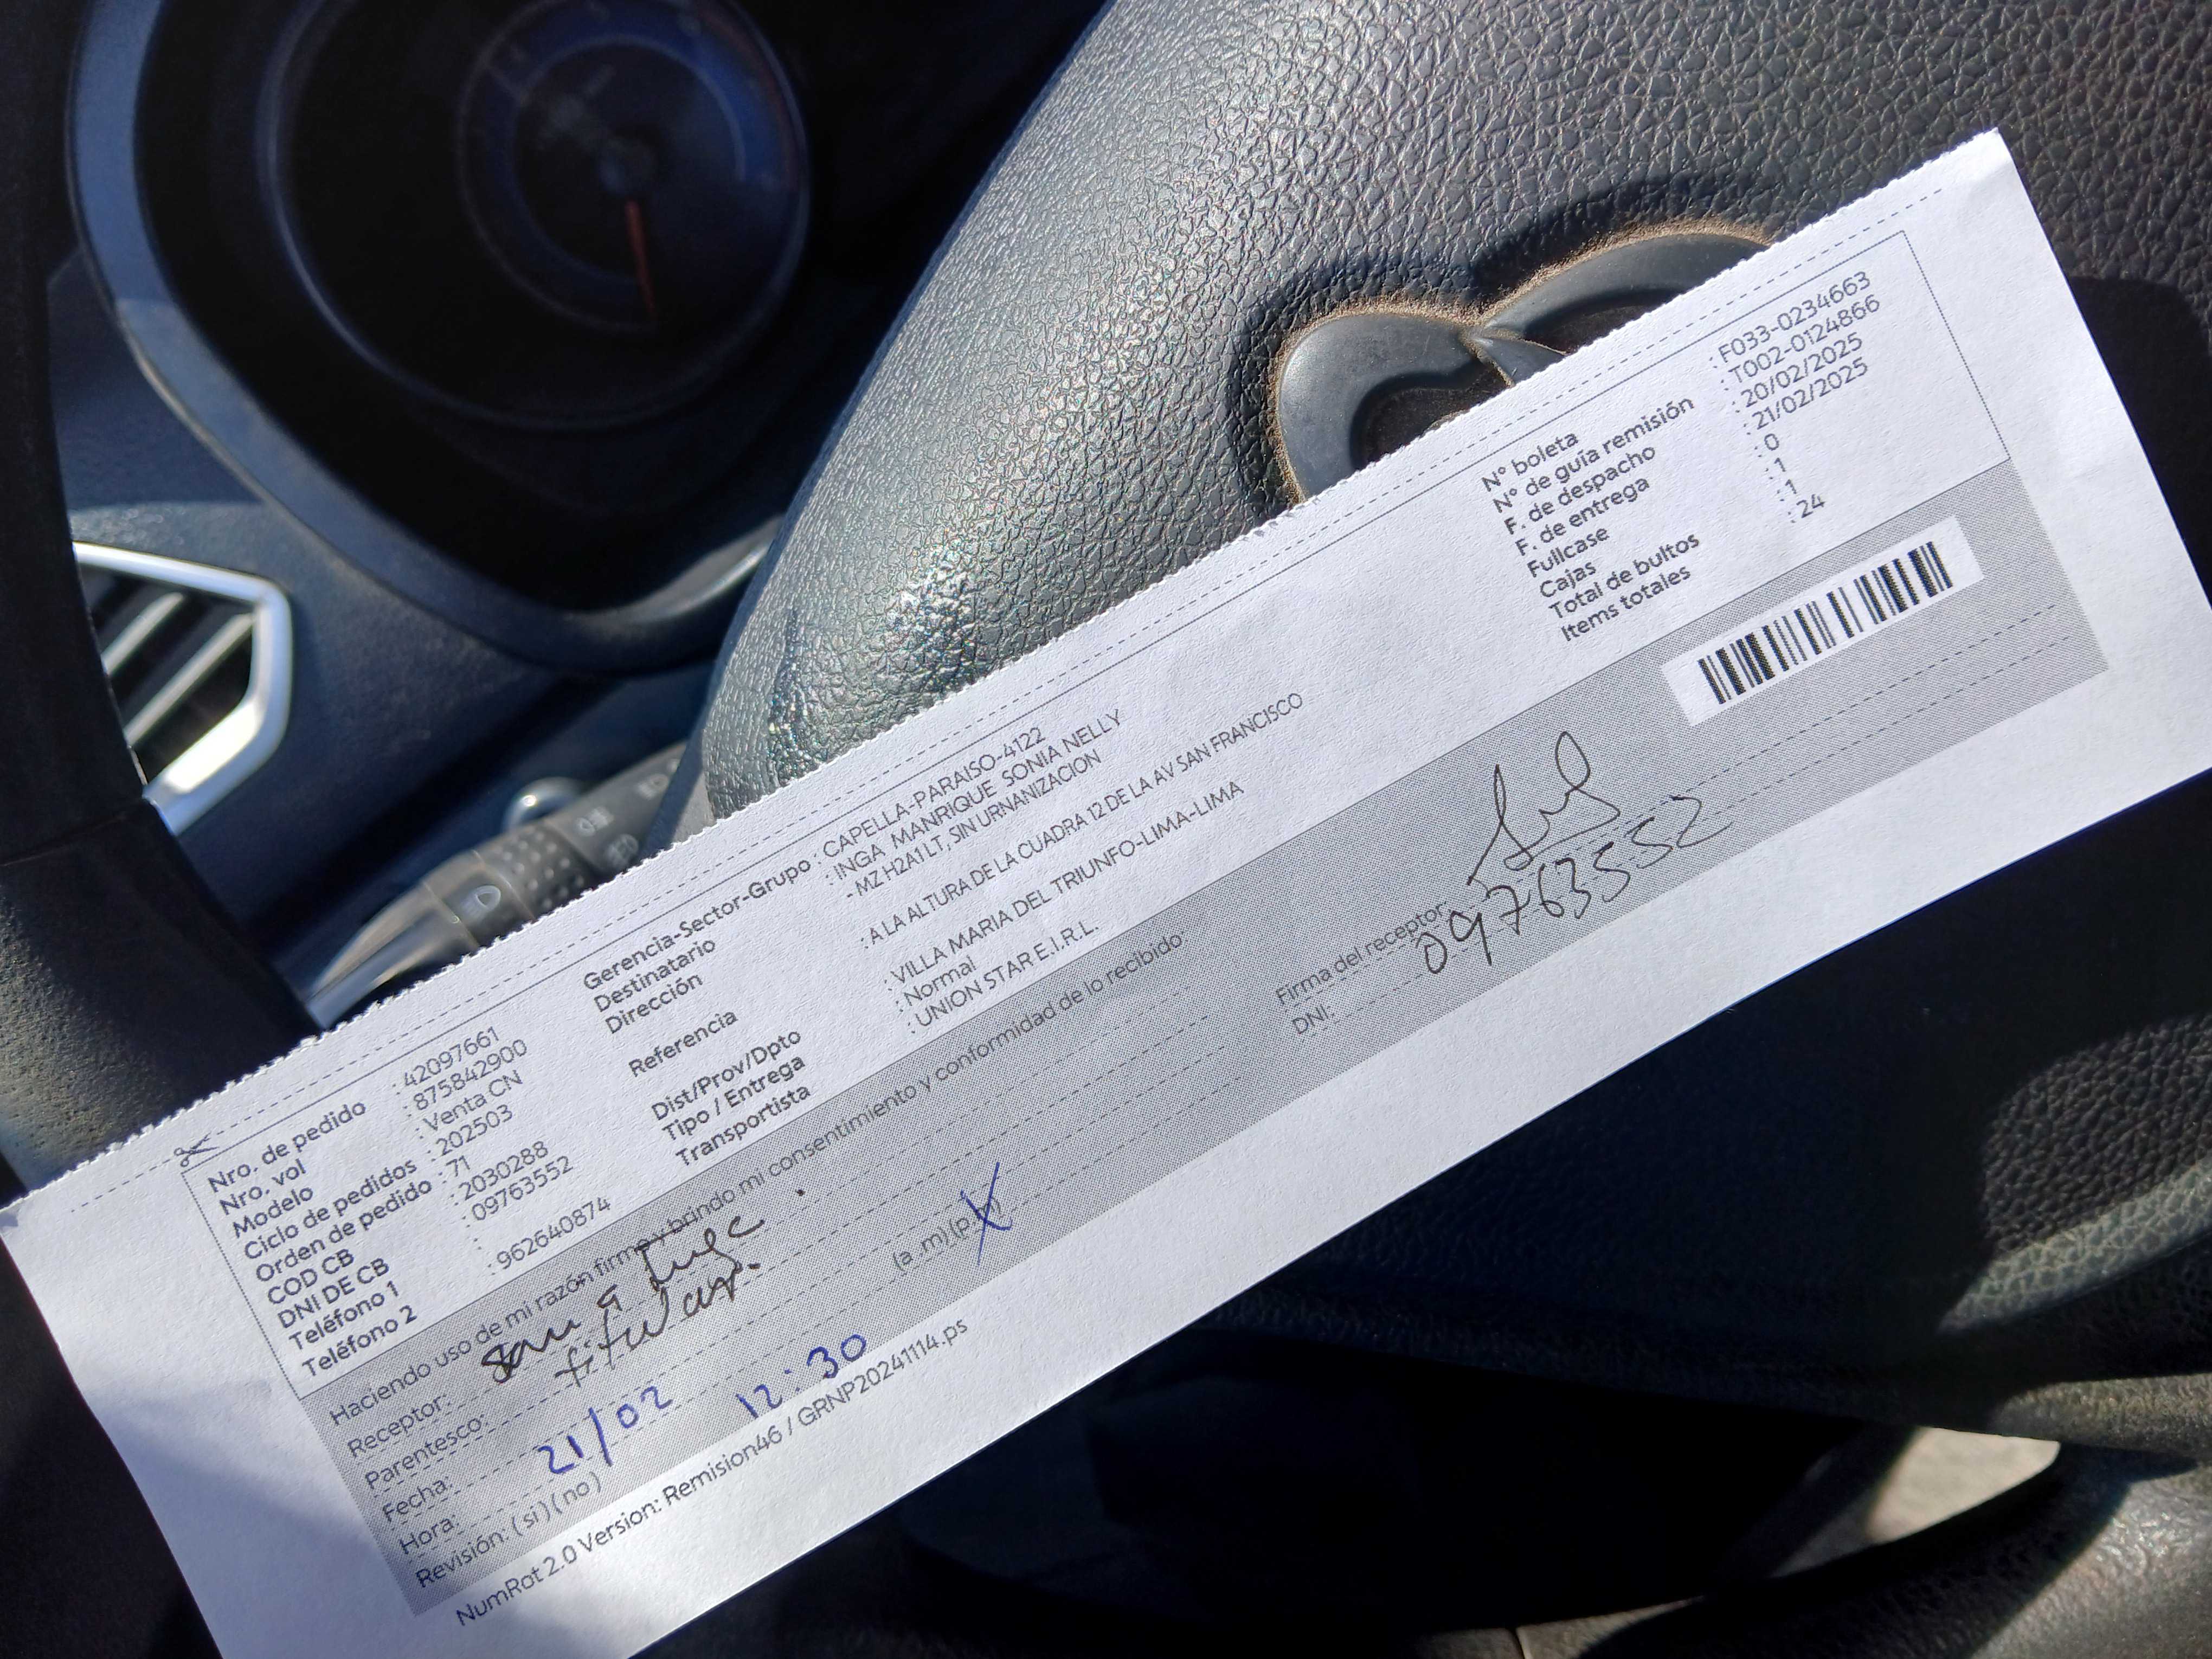 Nro. de pedido : 42097661
Nro. vol : 875842900
Modelo : Venta CN
Ciclo de pedidos : 202503
Orden de pedido : 71
COD CB : 2030288
DNI DE CB : 09763552
Teléfono 1 :
Teléfono 2 : 962640874
Gerencia-Sector-Grupo : CAPELLA-PARAISO-4122
Destinatario : INGA MANRIQUE SONIA NELLY
Dirección - MZ H2A1 LT, SIN URNANIZACION
Referencia : A LA ALTURA DE LA CUADRA 12 DE LA AV SAN FRANCISCO
Dist/Prov/Dpto : VILLA MARIA DEL TRIUNFO-LIMA-LIMA
Tipo / Entrega : Normal
Transportista : UNION STAR E.I.R.L.
N° boleta : F033-0234663
N° de guía remisión : T002-0124866
F. de despacho : 20/02/2025
F. de entrega : 21/02/2025
Fullcase : 0
Cajas : 1
Total de bultos : 1
Items totales : 24
Haciendo uso de mi razón firmo y brindo mi consentimiento y conformidad de lo recibido
Receptor:
Parentesco: titular.
Fecha: 21/02
Hora: 12:30 (a m)(p m)
Revisión: (si)(no)
Firma del receptor:
DNI: 09763552
NumRot 2.0 Version: Remision46 / GRNP20241114.ps